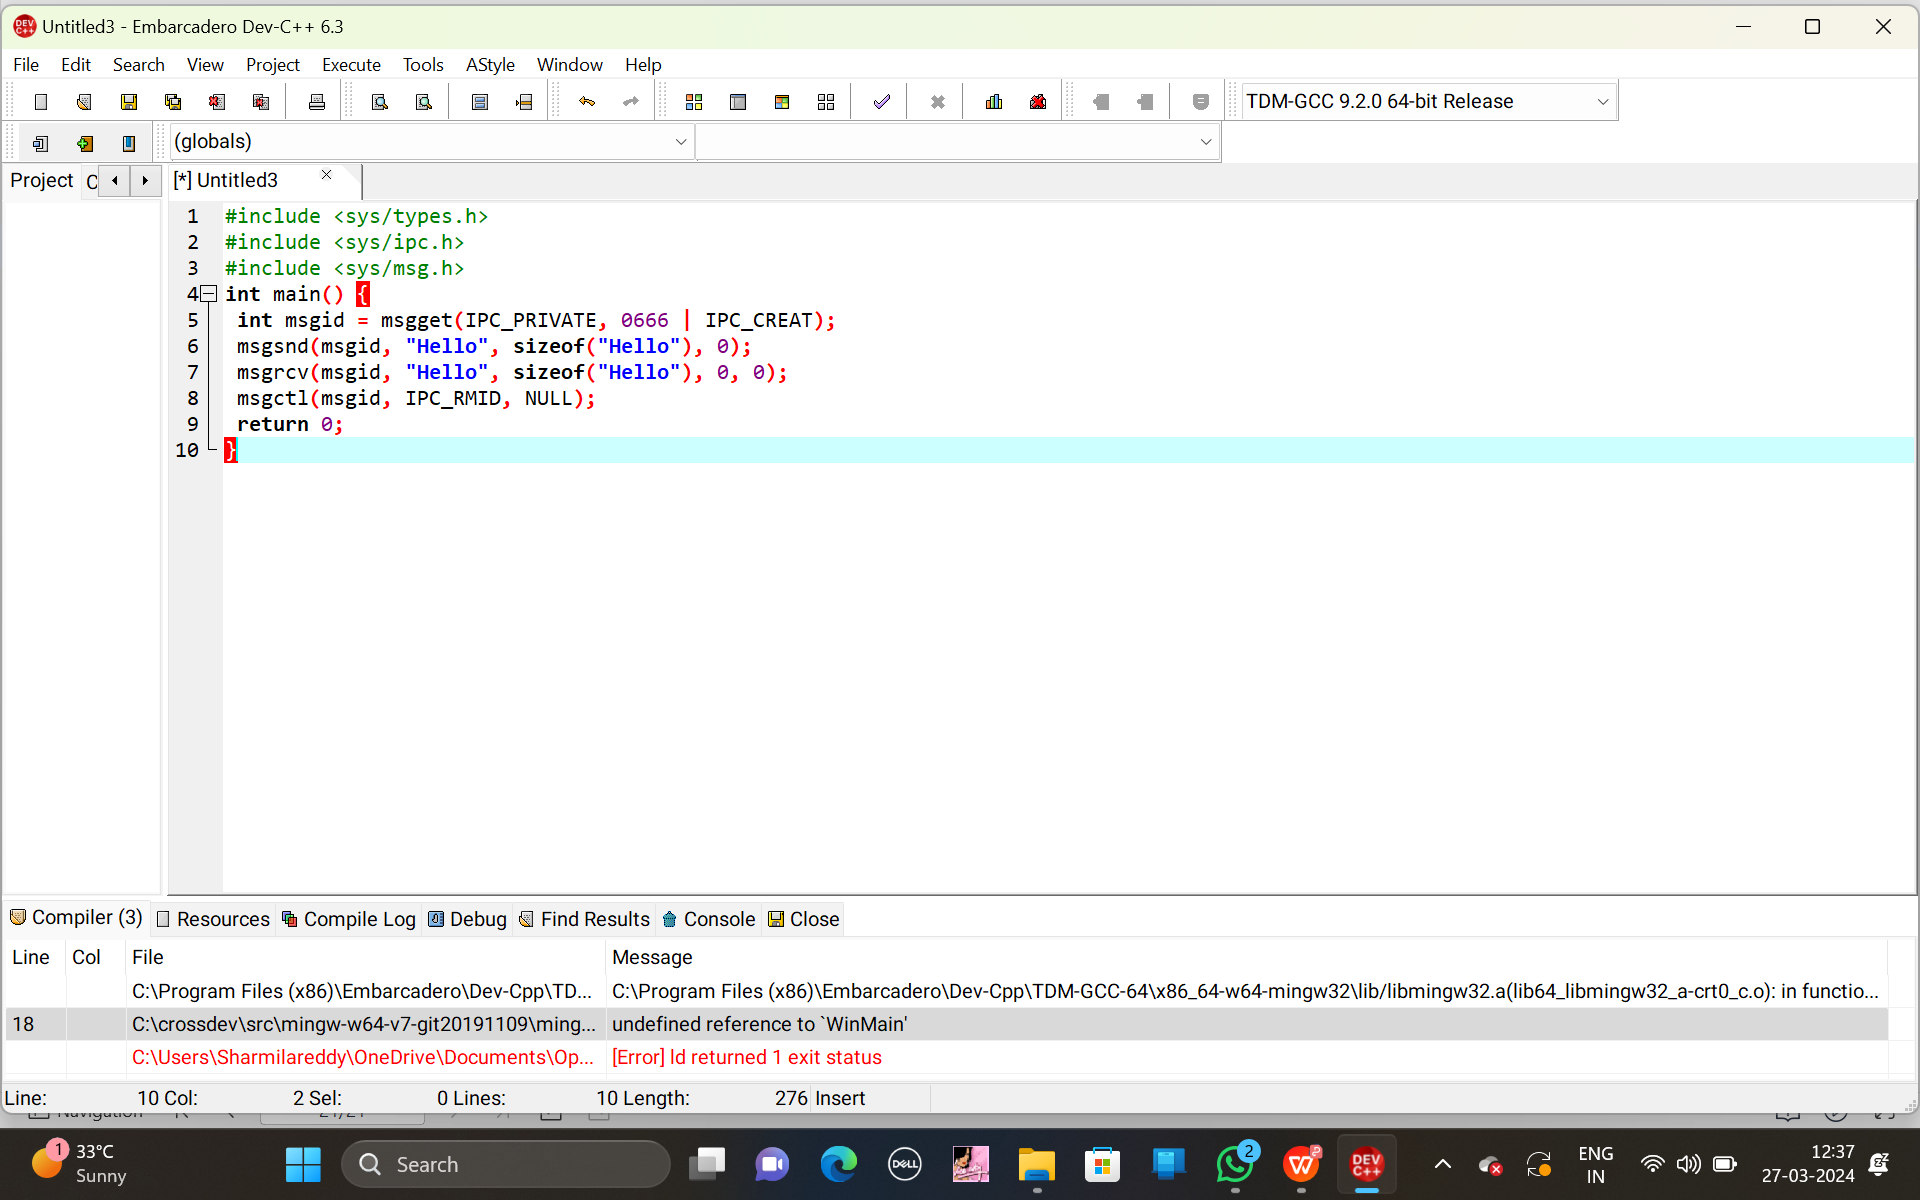 Untitled3 - Embarcadero Dev-C++ 6.3
File Edit Search View Project Execute Tools AStyle Window Help
TDM-GCC 9.2.0 64-bit Release
(globals)
Project C [*] Untitled3
1 #include <sys/types.h>
2 #include <sys/ipc.h>
3 #include <sys/msg.h>
4 int main() {
5 int msgid = msgget(IPC_PRIVATE, 0666 | IPC_CREAT);
6 msgsnd(msgid, "Hello", sizeof("Hello"), 0);
7 msgrcv(msgid, "Hello", sizeof("Hello"), 0, 0);
8 msgctl(msgid, IPC_RMID, NULL);
9 return 0;
10 }
Compiler (3) Resources Compile Log Debug Find Results Console Close
Line Col File Message
C:\Program Files (x86)\Embarcadero\Dev-Cpp\TD... C:\Program Files (x86)\Embarcadero\Dev-Cpp\TDM-GCC-64\x86_64-w64-mingw32\lib/libmingw32.a(lib64_libmingw32_a-crt0_c.o): in functio...
18 C:\crossdev\src\mingw-w64-v7-git20191109\ming... undefined reference to `WinMain'
C:\Users\Sharmilareddy\OneDrive\Documents\Op... [Error] ld returned 1 exit status
Line: 10 Col: 2 Sel: 0 Lines: 10 Length: 276 Insert
Navigation
1 33°C
Sunny
Search
DELL
2
DEV C++
ENG
IN
12:37
27-03-2024